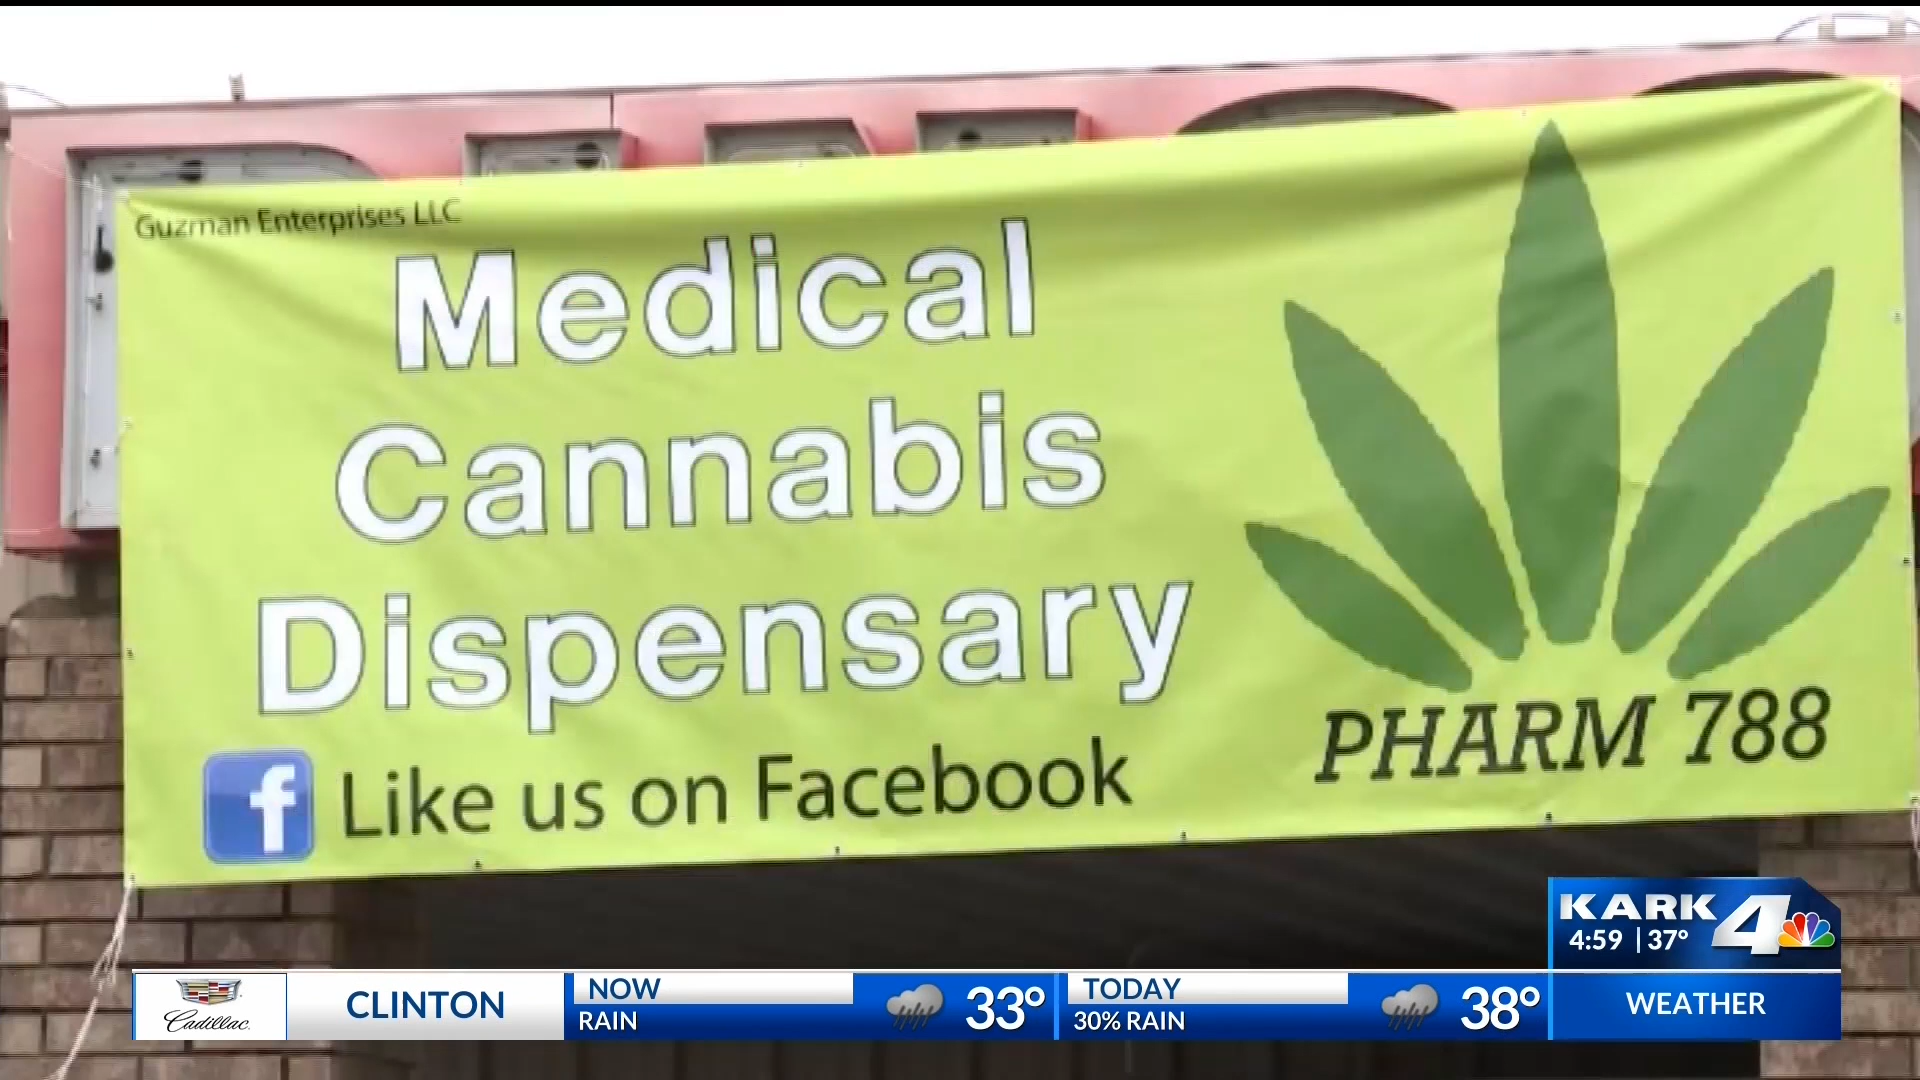 Guzman Enterprises LLC
Medical
Cannabis
Dispensary
f Like us on Facebook
PHARM 788
KARK 4
4:59 | 37°
Cadillac
CLINTON
NOW
RAIN
33°
TODAY
30% RAIN
38°
WEATHER